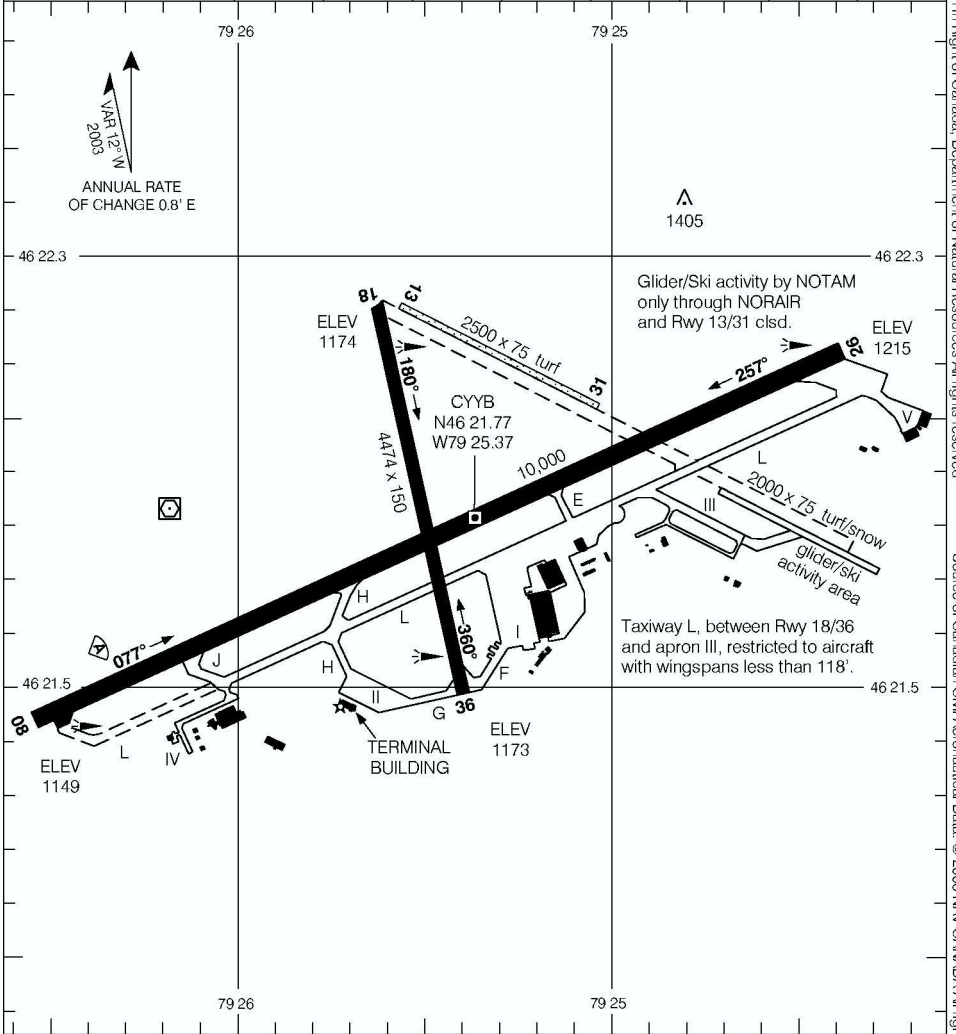 79 26
79 25
VAR 12° W
2003
ANNUAL RATE
OF CHANGE 0.8' E
1405
46 22.3
46 22.3
Glider/Ski activity by NOTAM
only through NORAIR
and Rwy 13/31 clsd.
18
13
ELEV
1174
2500 x 75 turf
31
26
ELEV
1215
180°
257°
CYYB
N46 21.77
W79 25.37
4474 x 150
10,000
V
L
E
III
2000 x 75 turf/snow
glider/ski
activity area
A
077°
J
H
H
L
360°
I
F
II
G
36
Taxiway L, between Rwy 18/36
and apron III, restricted to aircraft
with wingspans less than 118'.
46 21.5
46 21.5
08
L
IV
ELEV
1149
TERMINAL
BUILDING
ELEV
1173
79 26
79 25